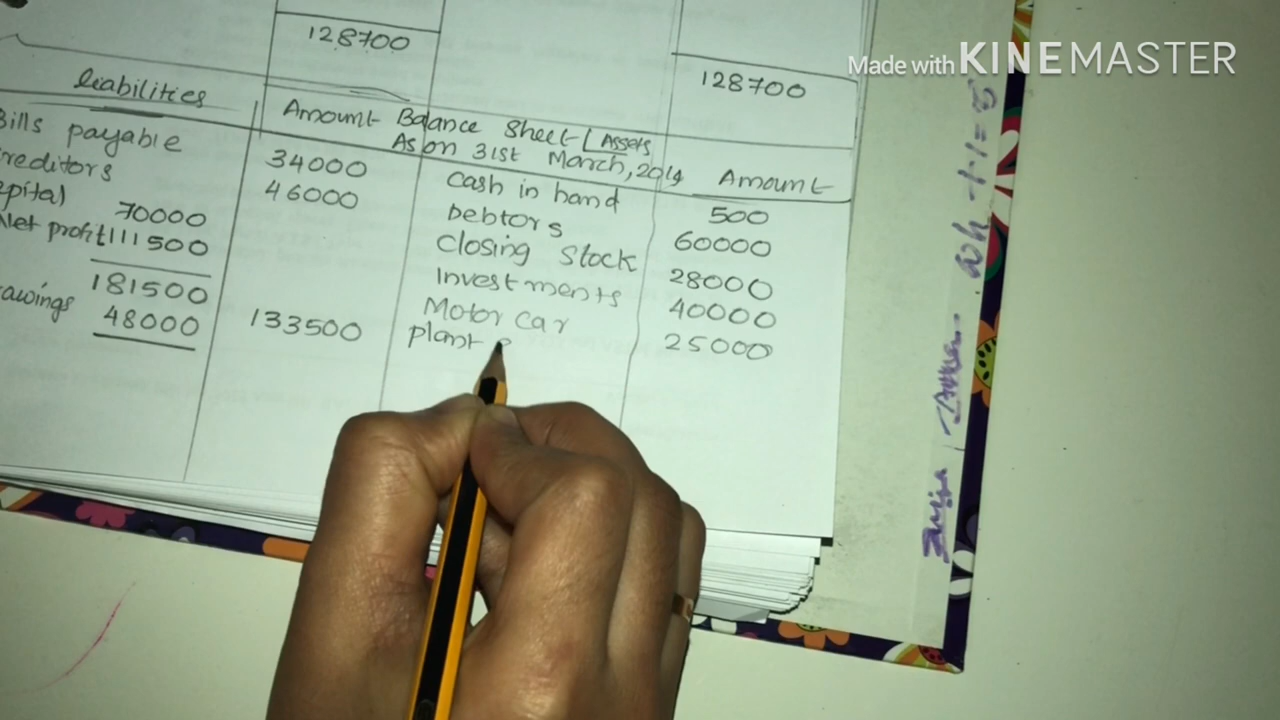 128700
128700
Made with KINEMASTER
liabilities Amount Balance Sheet Assets
As on 31st March, 2019 Amount
Bills payable 34000 Cash in hand 500
reditors 46000 Debtors 60000
apital 70000 Closing Stock 28000
Net profit 111500 Investments 40000
181500 Motor car 25000
awings 48000 133500 plant